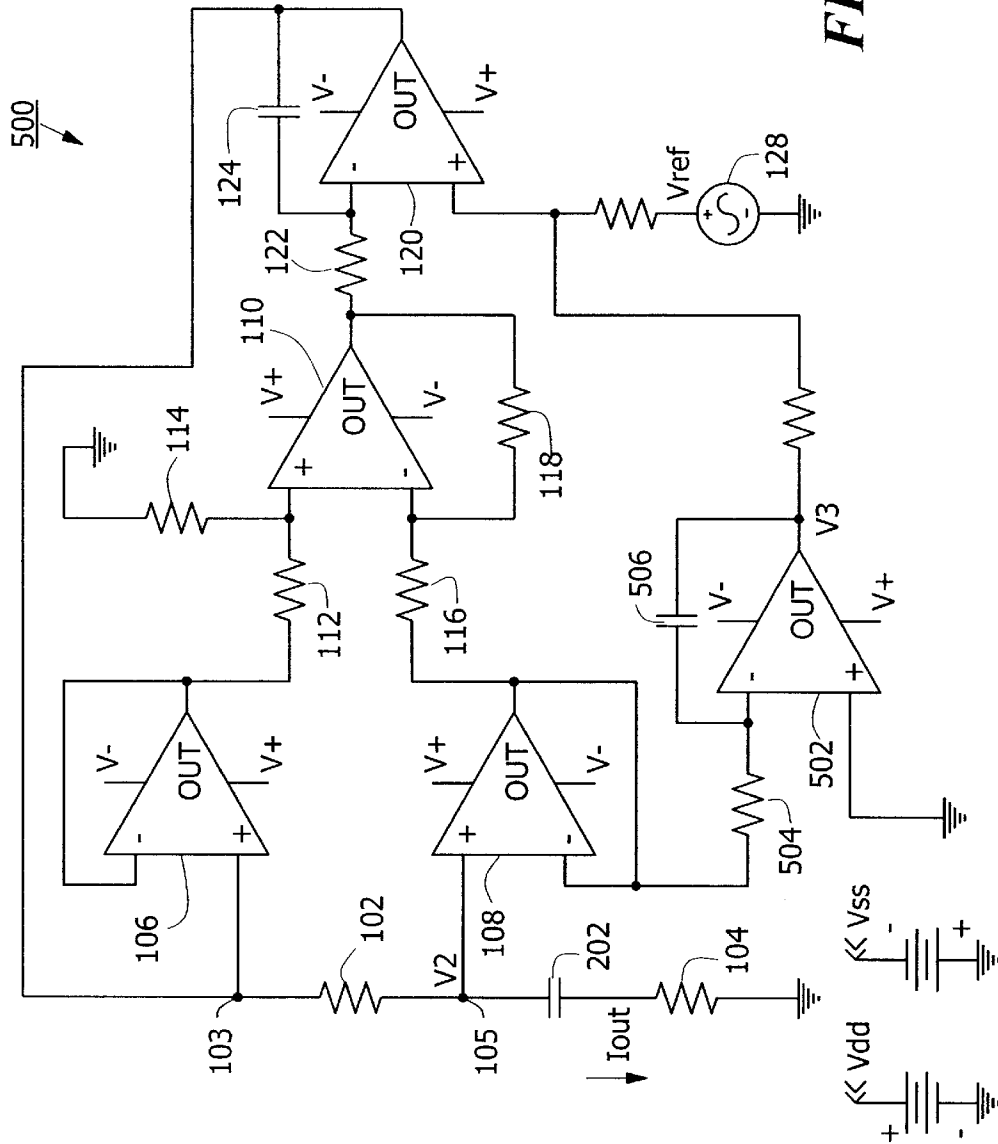 500
FI
124
V-
OUT
V+
-
+
120
122
Vref
128
+
-
110
V+
OUT
V-
+
-
114
118
112
116
V-
OUT
V+
-
+
106
V+
OUT
V-
+
-
108
506
V-
OUT
V+
-
+
V3
502
504
103
102
V2
105
202
Iout
104
Vdd
+
-
Vss
-
+